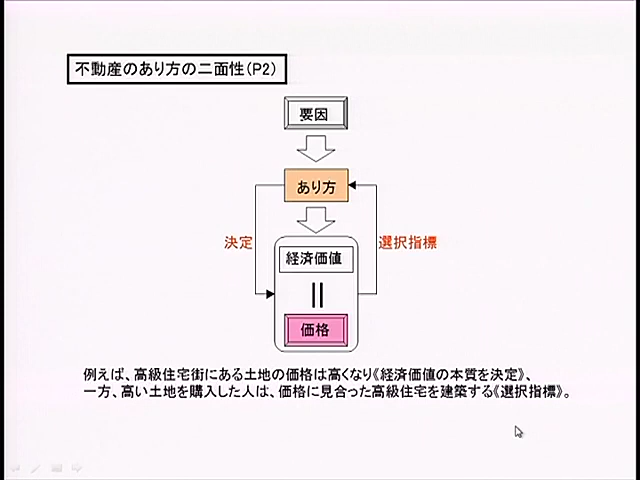 不動産のあり方の二面性(P2)
要因
あり方
決定
選択指標
経済価値
=
価格
例えば、高級住宅街にある土地の価格は高くなり《経済価値の本質を決定》、
一方、高い土地を購入した人は、価格に見合った高級住宅を建築する《選択指標》。